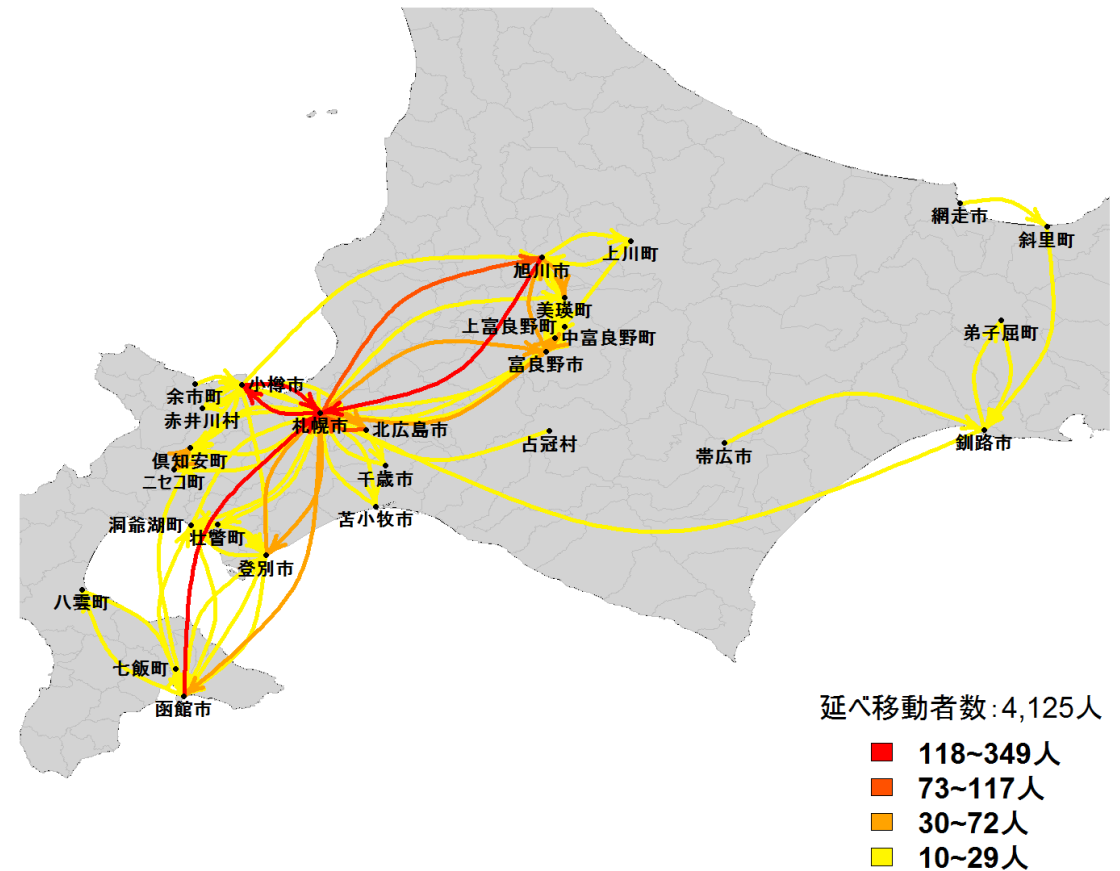 網走市
斜里町
上川町
旭川市
美瑛町
上富良野町
中富良野町
弟子屈町
富良野市
小樽市
余市町
赤井川村
札幌市
北広島市
占冠村
釧路市
帯広市
倶知安町
ニセコ町
千歳市
苫小牧市
洞爺湖町
壮瞥町
登別市
八雲町
七飯町
函館市
延べ移動者数:4,125人
118~349人
73~117人
30~72人
10~29人